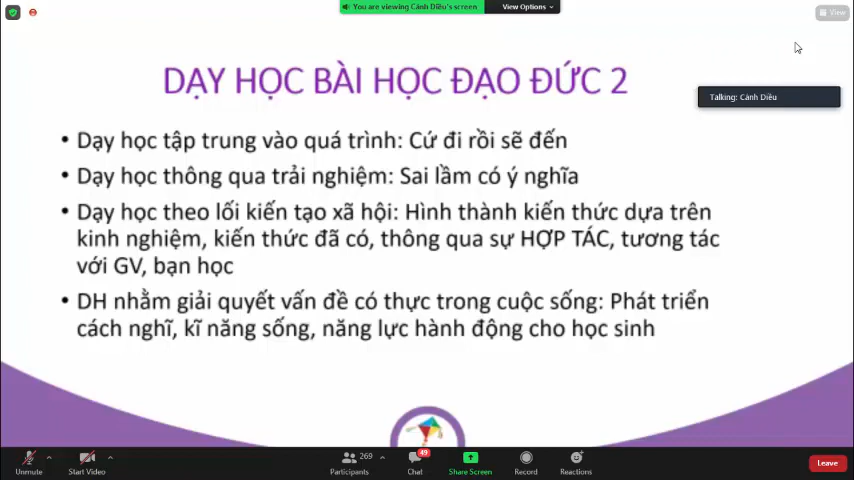 You are viewing Cánh Diều's screen
View Options
View
DẠY HỌC BÀI HỌC ĐẠO ĐỨC 2
Talking: Cánh Diều
• Dạy học tập trung vào quá trình: Cứ đi rồi sẽ đến
• Dạy học thông qua trải nghiệm: Sai lầm có ý nghĩa
• Dạy học theo lối kiến tạo xã hội: Hình thành kiến thức dựa trên
kinh nghiệm, kiến thức đã có, thông qua sự HỢP TÁC, tương tác
với GV, bạn học
• DH nhằm giải quyết vấn đề có thực trong cuộc sống: Phát triển
cách nghĩ, kĩ năng sống, năng lực hành động cho học sinh
269
49
Unmute
Start Video
Participants
Chat
Share Screen
Record
Reactions
Leave